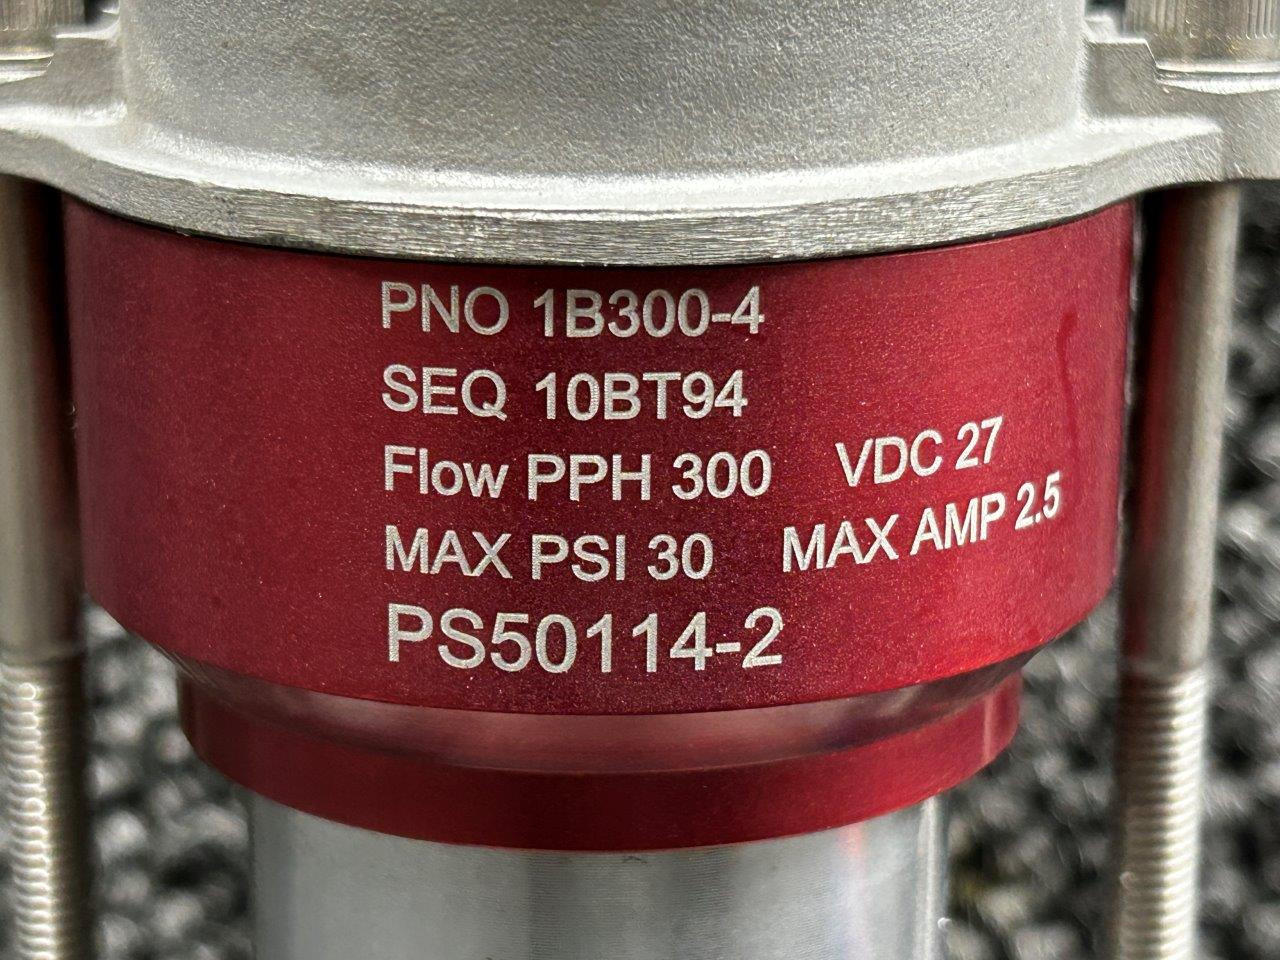 PNO 1B300-4
SEQ 10BT94
Flow PPH 300 VDC 27
MAX PSI 30 MAX AMP 2.5
PS50114-2